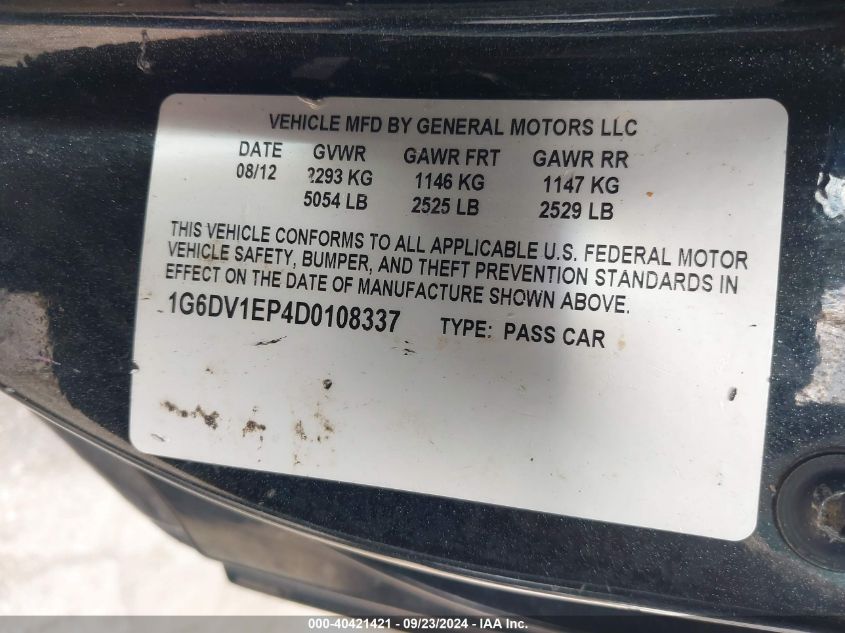 VEHICLE MFD BY GENERAL MOTORS LLC
DATE GVWR GAWR FRT GAWR RR
08/12 2293 KG 1146 KG 1147 KG
5054 LB 2525 LB 2529 LB
THIS VEHICLE CONFORMS TO ALL APPLICABLE U.S. FEDERAL MOTOR
VEHICLE SAFETY, BUMPER, AND THEFT PREVENTION STANDARDS IN
EFFECT ON THE DATE OF MANUFACTURE SHOWN ABOVE.
1G6DV1EP4D0108337 TYPE: PASS CAR
000-40421421 - 09/23/2024 - IAA Inc.